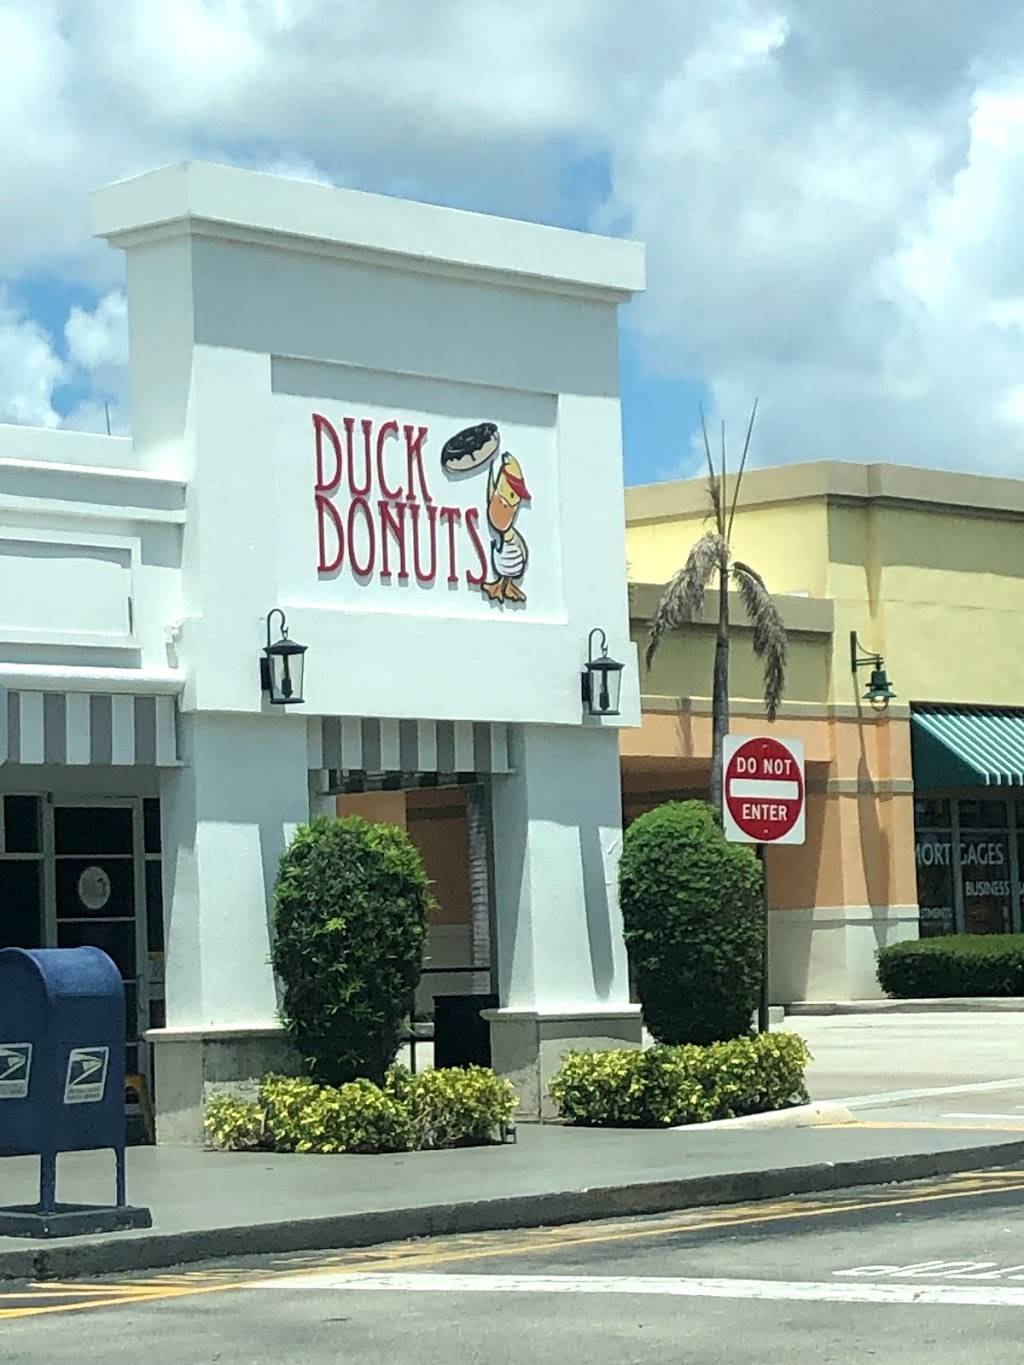 DUCK
DONUTS
DO NOT
ENTER
MORTGAGES
BUSINESS